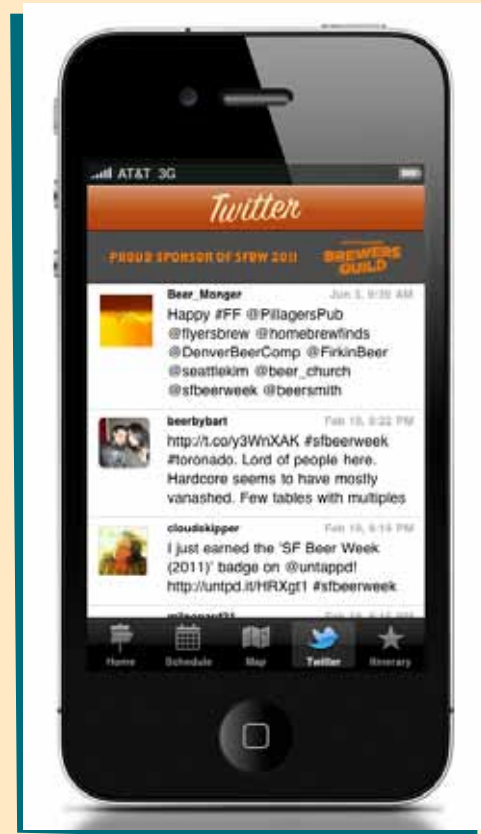 AT&T 3G
Twitter
PROUD SPONSOR OF SFBW 2011
BREWERS
GUILD
Beer_Monger Jun 3, 9:30 AM
Happy #FF @PillagersPub
@flyersbrew @homebrewfinds
@DenverBeerComp @FirkinBeer
@seattlekim @beer_church
@sfbeerweek @beersmith
beerbybart Feb 19, 8:22 PM
http://t.co/y3WnXAK #sfbeerweek
#toronado. Lord of people here.
Hardcore seems to have mostly
vanashed. Few tables with multiples
cloudskipper Feb 19, 8:19 PM
I just earned the 'SF Beer Week
(2011)' badge on @untappd!
http://untpd.it/HRXgt1 #sfbeerweek
Home
Schedule
Map
Twitter
Itinerary